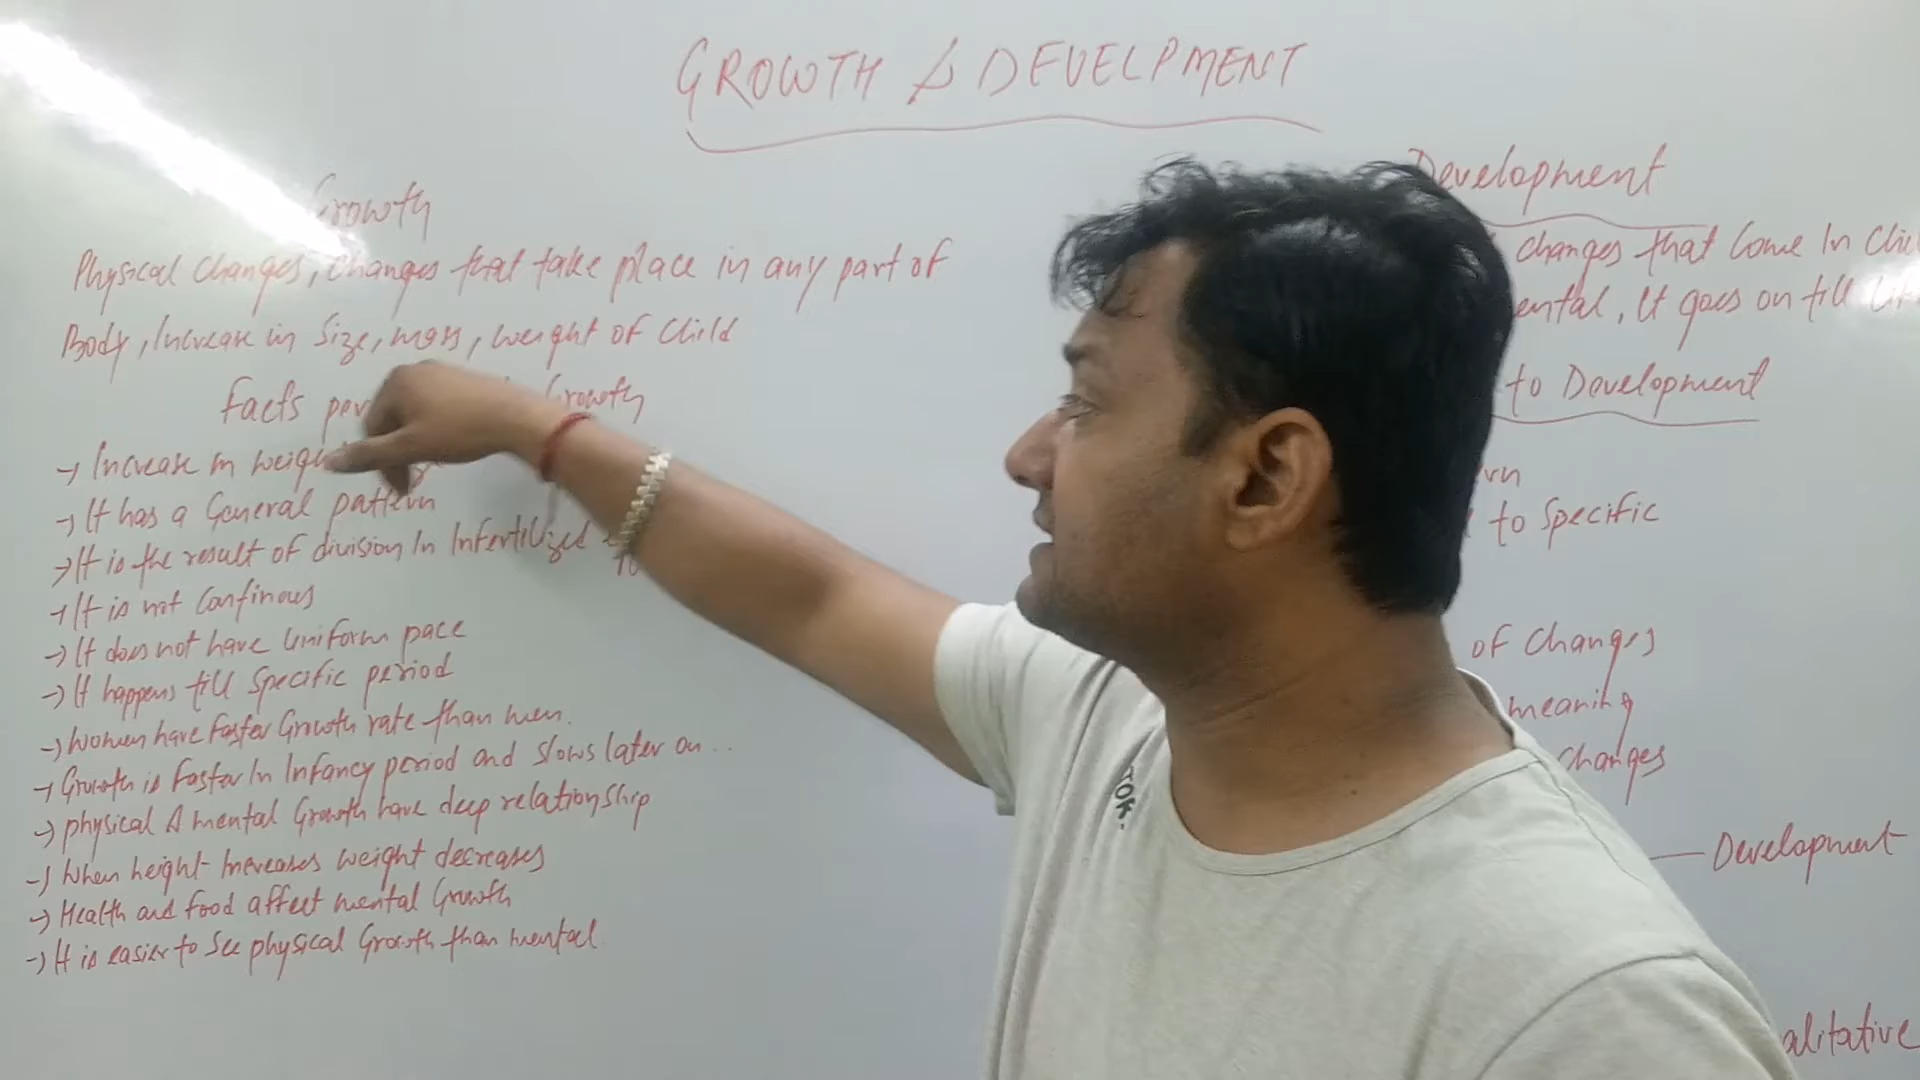 GROWTH & DEVELPMENT
Growth
Physical changes, changes that take place in any part of
Body, Increase in size, mass, weight of child
Facts Growth
→ Increase in
→ It has a General pattern
→ It is the result of division In Infertilized
→ It is not Continous
→ It does not have Uniform pace
→ It happens till Specific period
→ Women have faster Growth rate than men.
→ Growth is faster In Infancy period and slows later on ...
→ physical & mental Growth have deep relationship
→ When height Increases weight decreases
→ Health and food affect mental Growth
→ It is easier to see physical Growth than mental
Development
changes that Come In
It goes on till
to Development
to Specific
of Changes
meaning
Changes
— Development
TOK.